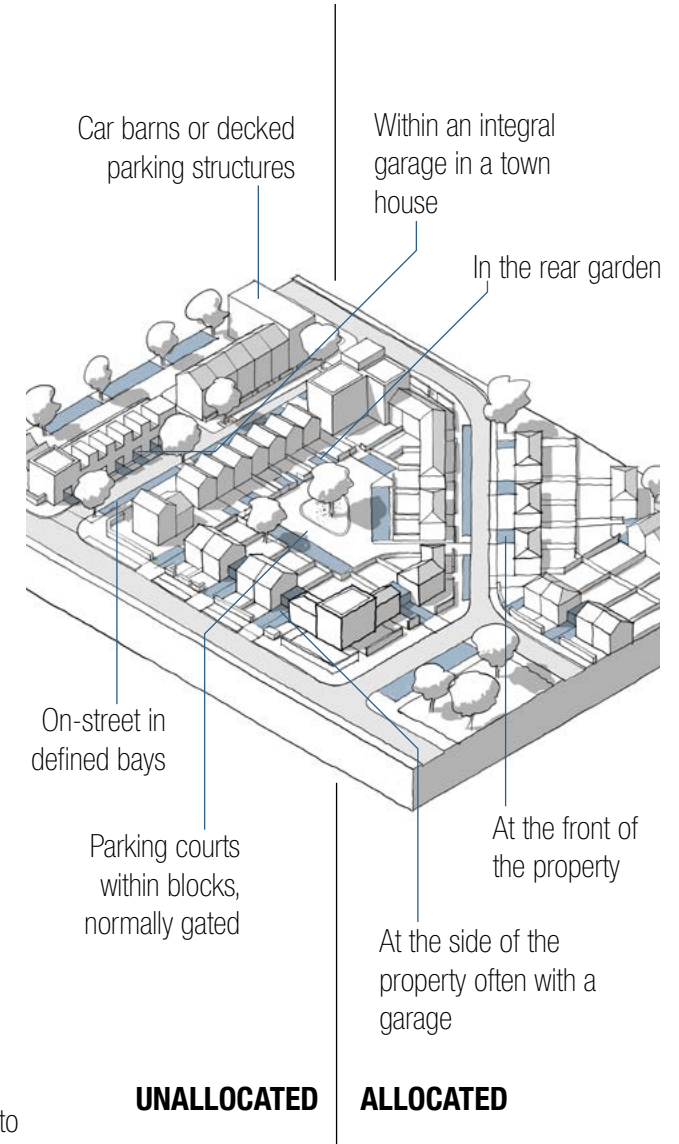 Car barns or decked
parking structures
Within an integral
garage in a town
house
In the rear garden
On-street in
defined bays
Parking courts
within blocks,
normally gated
At the front of
the property
At the side of the
property often with a
garage
UNALLOCATED
ALLOCATED
to